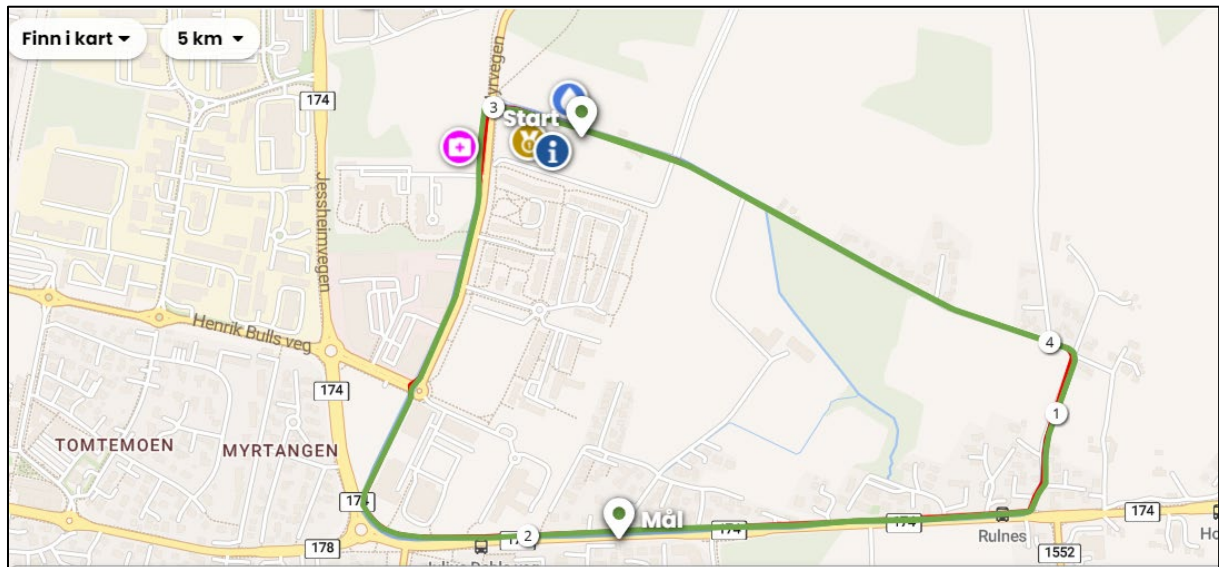 Finn i kart
5 km
174
3
Start
Jessheimvegen
Henrik Bulls veg
4
174
1
TOMTEMOEN
MYRTANGEN
174
Mål
174
174
174
178
2
Rulnes
1552